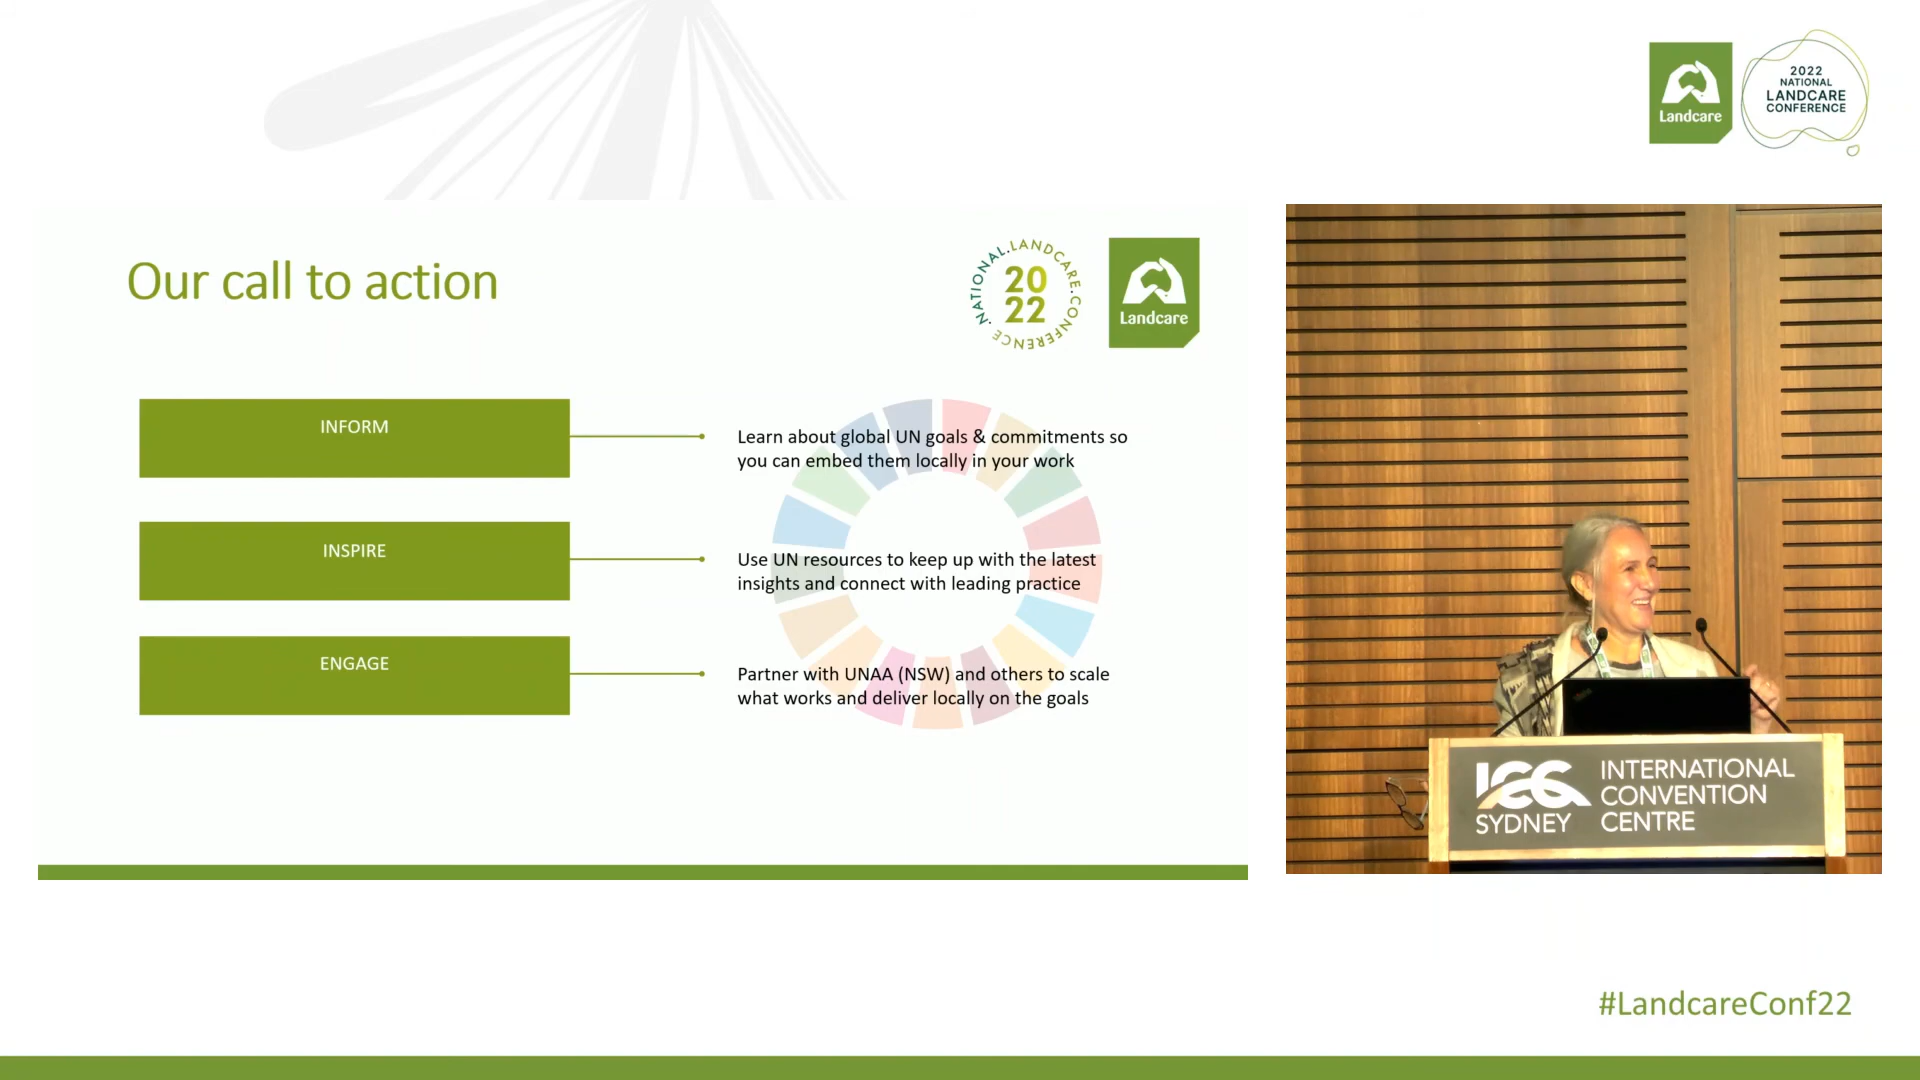 Landcare
2022
NATIONAL
LANDCARE
CONFERENCE
Our call to action
NATIONAL.LANDCARE.CONFERENCE.
20
22
Landcare
INFORM
Learn about global UN goals & commitments so
you can embed them locally in your work
INSPIRE
Use UN resources to keep up with the latest
insights and connect with leading practice
ENGAGE
Partner with UNAA (NSW) and others to scale
what works and deliver locally on the goals
ICC
SYDNEY
INTERNATIONAL
CONVENTION
CENTRE
#LandcareConf22